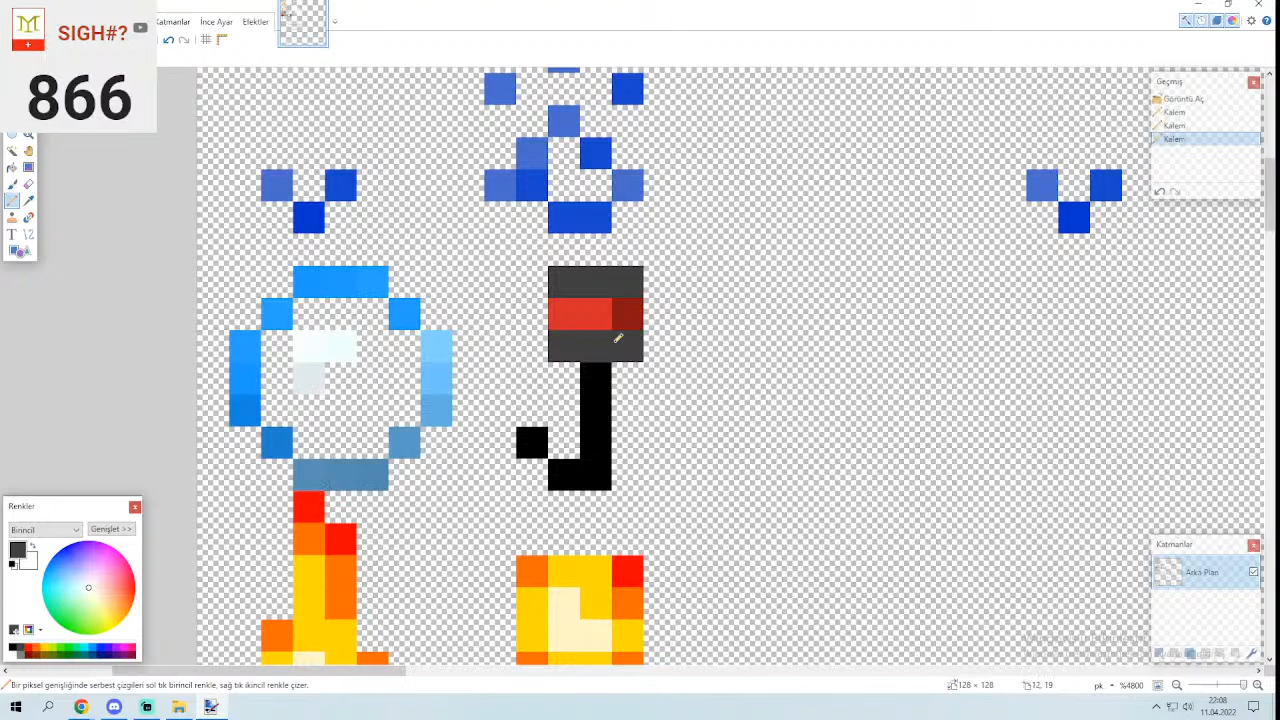 SIGH#?
866
Katmanlar İnce Ayar Efektler
Geçmiş
Görüntü Aç
Kalem
Kalem
Kalem
Renkler
Birincil
Genişlet >>
Katmanlar
Arka Plan
Bir piksel genişliğinde serbest çizgileri sol tık birincil renkle, sağ tık ikincil renkle çizer.
128 × 128
12, 19
pk
%4800
22:08
11.04.2022